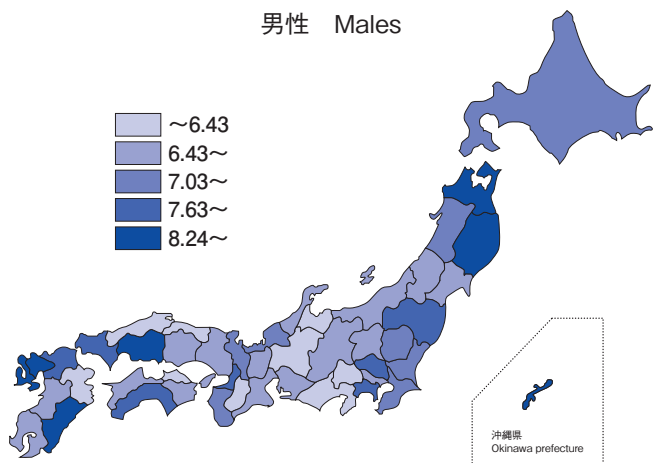 男性　Males
～6.43
6.43～
7.03～
7.63～
8.24～
沖縄県
Okinawa prefecture